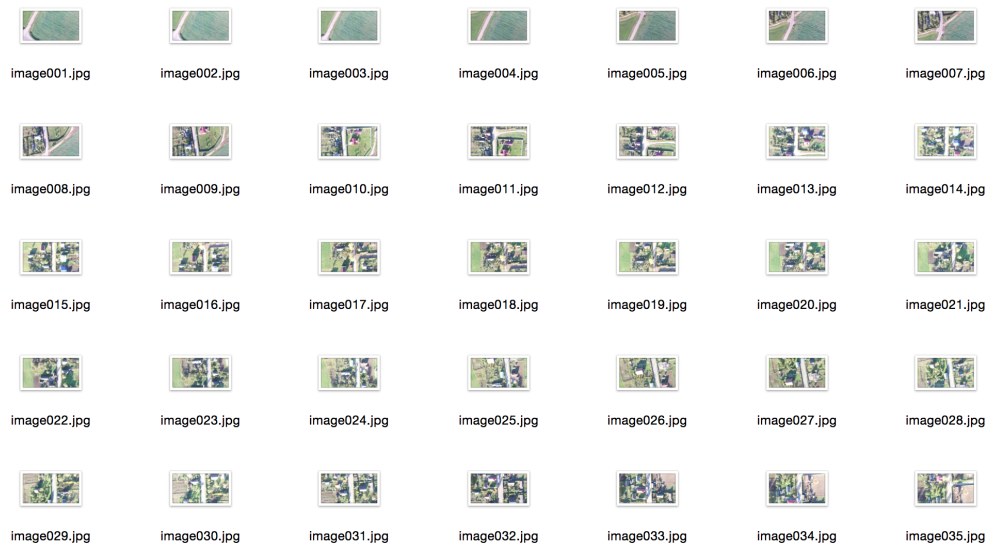 image001.jpg image002.jpg image003.jpg image004.jpg image005.jpg image006.jpg image007.jpg
image008.jpg image009.jpg image010.jpg image011.jpg image012.jpg image013.jpg image014.jpg
image015.jpg image016.jpg image017.jpg image018.jpg image019.jpg image020.jpg image021.jpg
image022.jpg image023.jpg image024.jpg image025.jpg image026.jpg image027.jpg image028.jpg
image029.jpg image030.jpg image031.jpg image032.jpg image033.jpg image034.jpg image035.jpg